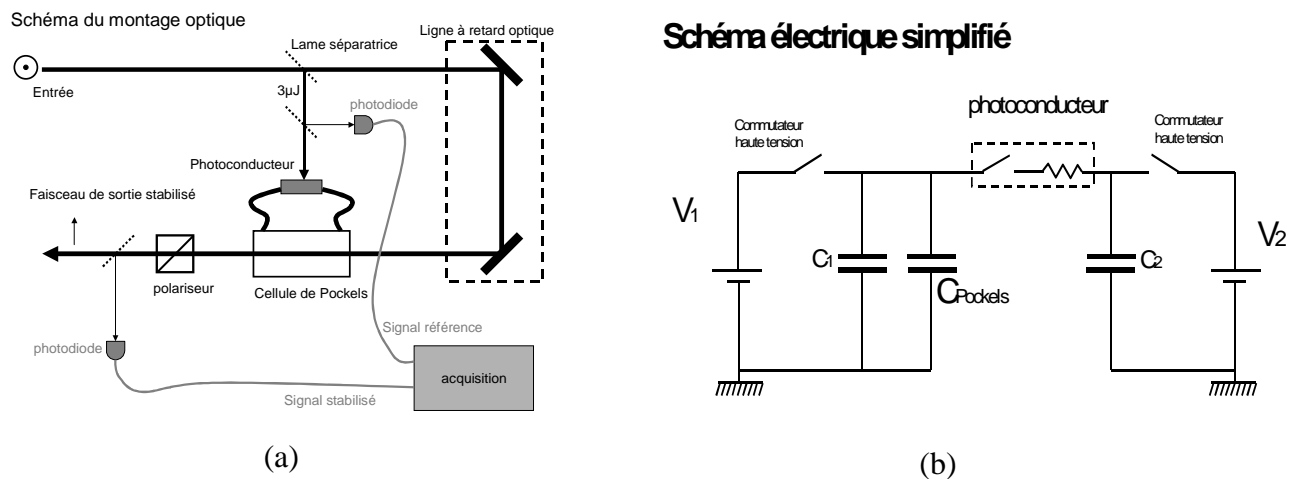 Schéma du montage optique
Lame séparatrice
Ligne à retard optique
Entrée
3µJ
photodiode
Photoconducteur
Faisceau de sortie stabilisé
polariseur
Cellule de Pockels
Signal référence
photodiode
acquisition
Signal stabilisé
(a)
Schéma électrique simplifié
photoconducteur
Commutateur
haute tension
Commutateur
haute tension
V1
V2
C1
CPockels
C2
(b)